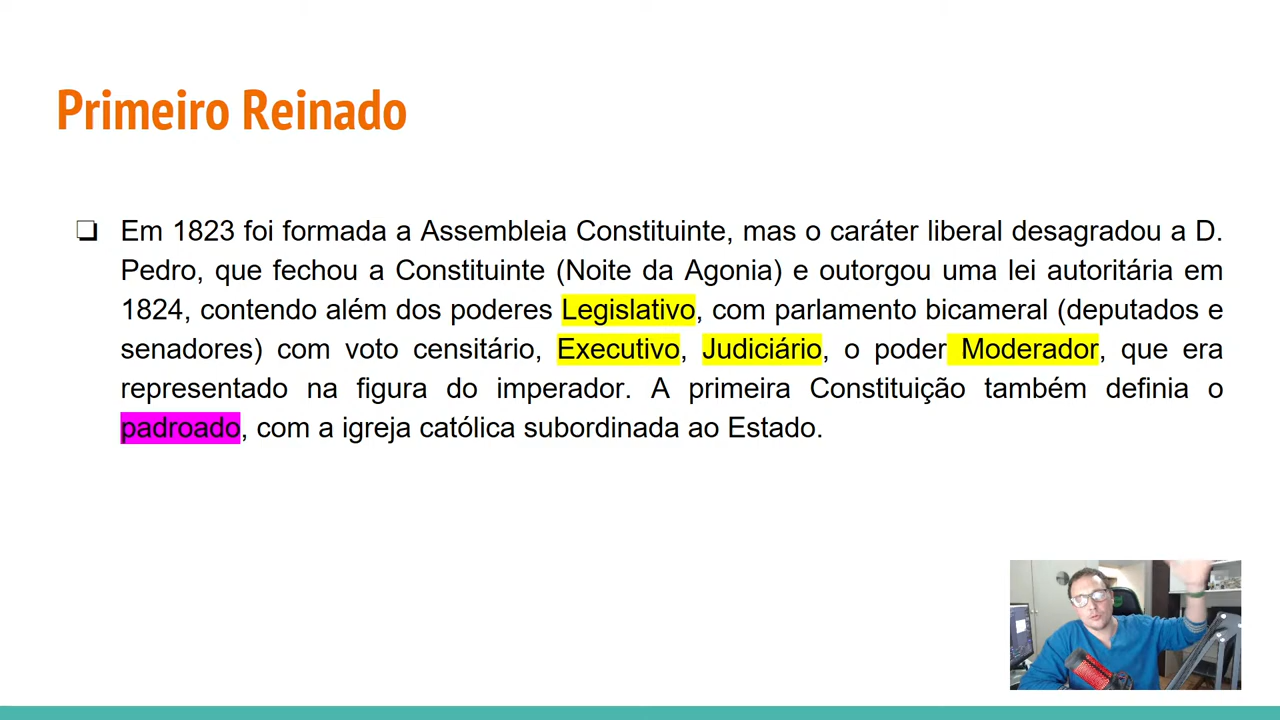 Primeiro Reinado
❏ Em 1823 foi formada a Assembleia Constituinte, mas o caráter liberal desagradou a D.
Pedro, que fechou a Constituinte (Noite da Agonia) e outorgou uma lei autoritária em
1824, contendo além dos poderes Legislativo, com parlamento bicameral (deputados e
senadores) com voto censitário, Executivo, Judiciário, o poder Moderador, que era
representado na figura do imperador. A primeira Constituição também definia o
padroado, com a igreja católica subordinada ao Estado.